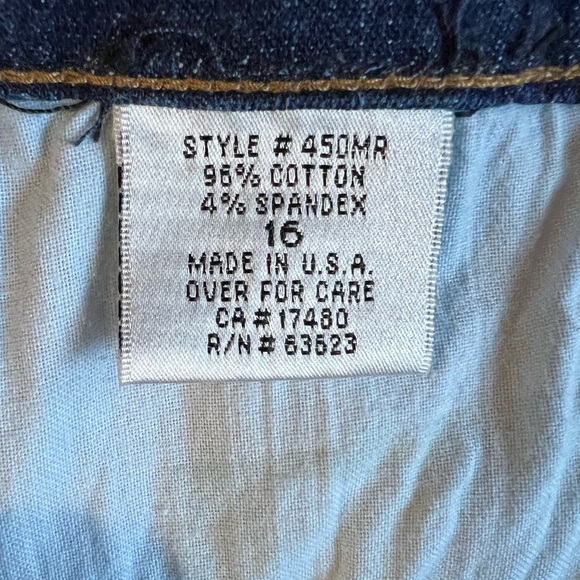 STYLE # 450MR
96% COTTON
4% SPANDEX
16
MADE IN U.S.A.
OVER FOR CARE
CA # 17480
R/N # 63623